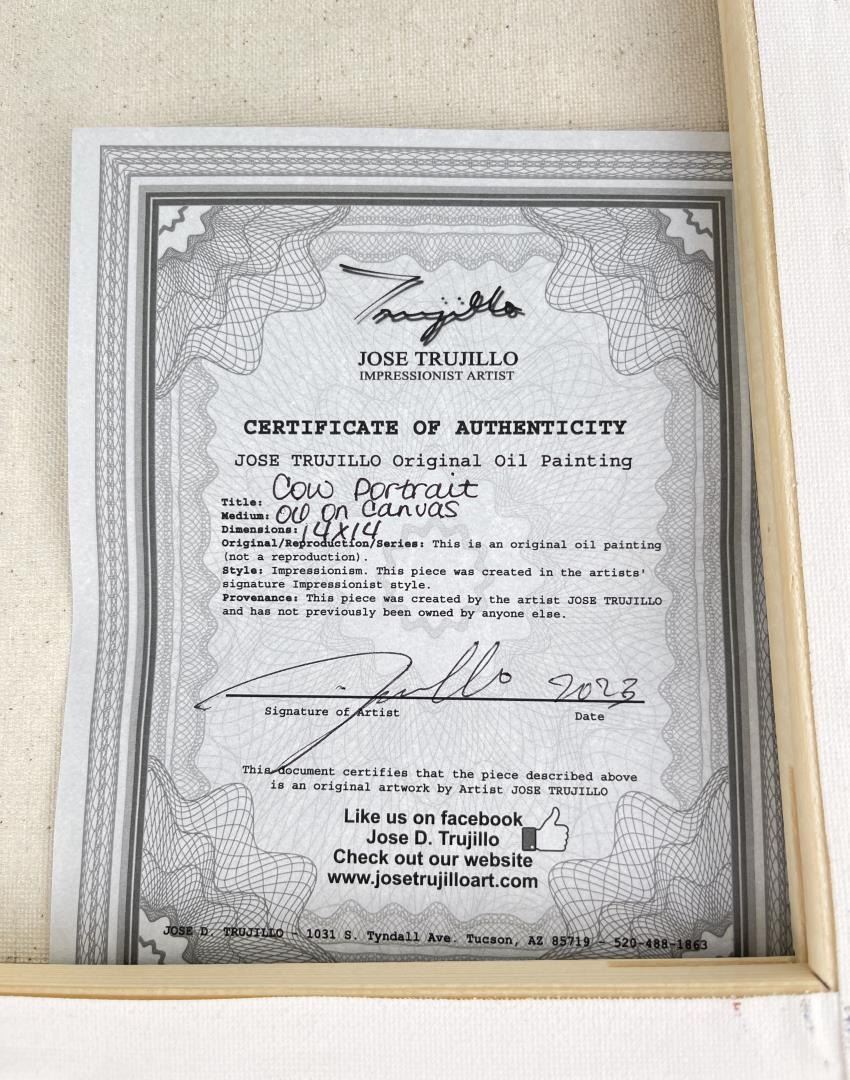 Trujillo
JOSE TRUJILLO
IMPRESSIONIST ARTIST
CERTIFICATE OF AUTHENTICITY
JOSE TRUJILLO Original Oil Painting
Title: Cow Portrait
Medium: Oil on Canvas
Dimensions: 14x14
Original/Reproduction/Series: This is an original oil painting
(not a reproduction).
Style: Impressionism. This piece was created in the artists'
signature Impressionist style.
Provenance: This piece was created by the artist JOSE TRUJILLO
and has not previously been owned by anyone else.
Trujillo 2023
Signature of Artist Date
This document certifies that the piece described above
is an original artwork by Artist JOSE TRUJILLO
Like us on facebook
Jose D. Trujillo
Check out our website
www.josetrujilloart.com
JOSE D. TRUJILLO - 1031 S. Tyndall Ave. Tucson, AZ 85719 - 520-488-1863